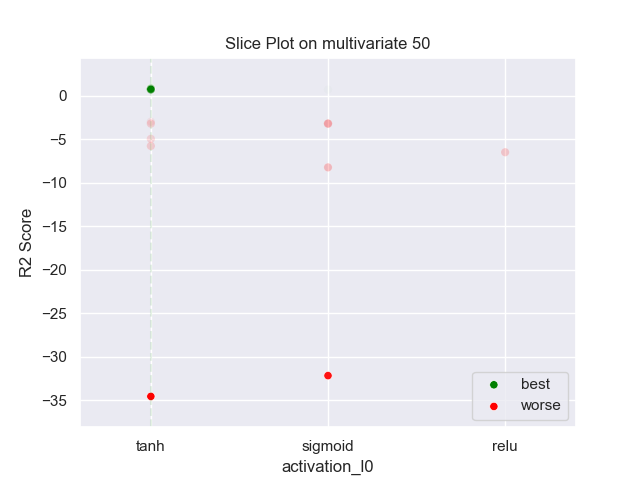 Slice Plot on multivariate 50
R2 Score
0
−5
−10
−15
−20
−25
−30
−35
tanh
sigmoid
relu
activation_l0
best
worse